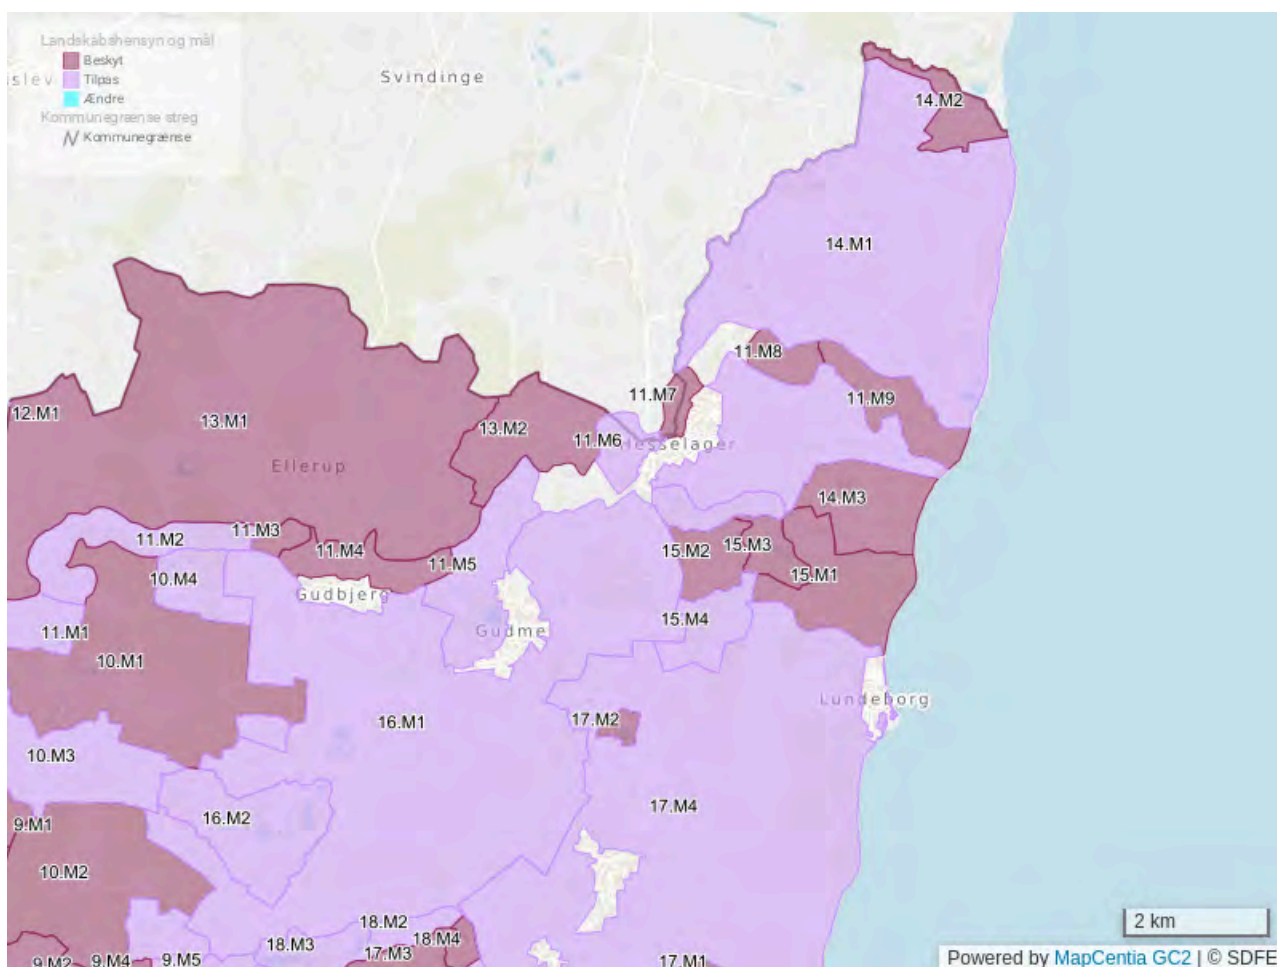 Landskabshensyn og mål
Beskyt
slev
Tilpas
Ændre
Kommunegrænse streg
Kommunegrænse
Svindinge
14.M2
14.M1
11.M8
11.M7
11.M9
12.M1
13.M1
13.M2
11.M6
esselager
Ellerup
14.M3
11.M3
11.M2
11.M4
15.M3
15.M2
11.M5
10.M4
15.M1
Gudbjerg
15.M4
11.M1
Gudme
10.M1
Lundeborg
17.M2
16.M1
10.M3
17.M4
16.M2
9.M1
10.M2
18.M2
2 km
18.M4
18.M3
17.M3
9.M2
9.M4
9.M5
17.M1
Powered by MapCentia GC2 | © SDFE